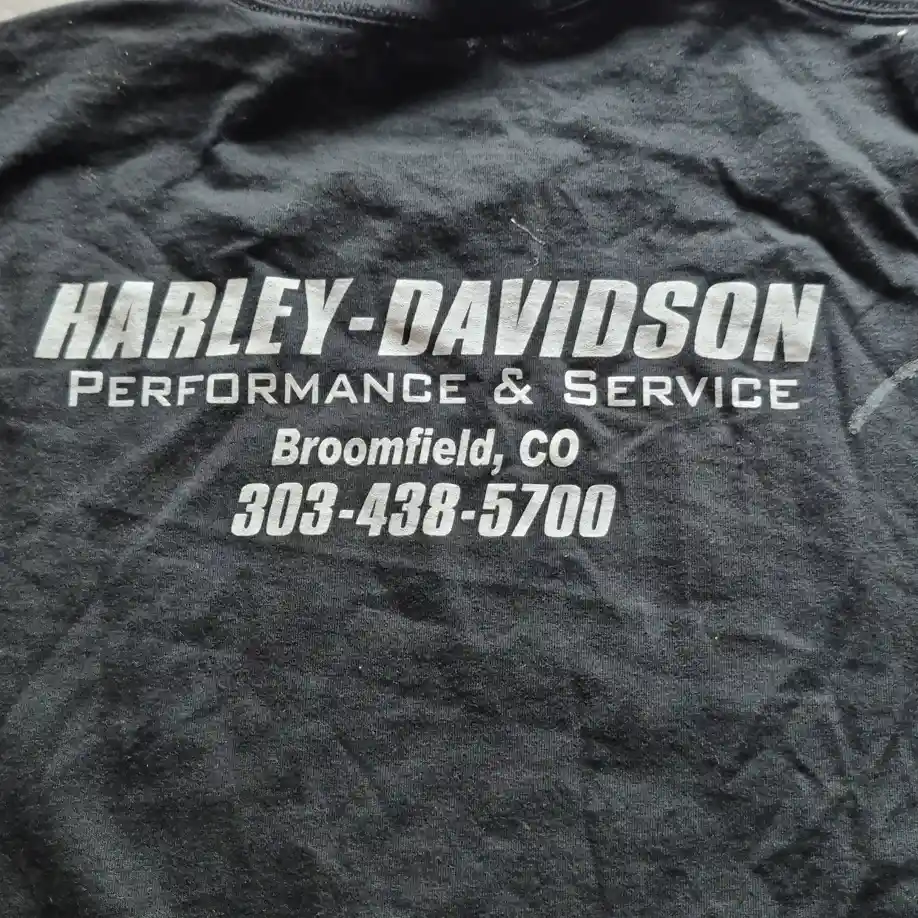 HARLEY-DAVIDSON
PERFORMANCE & SERVICE
Broomfield, CO
303-438-5700